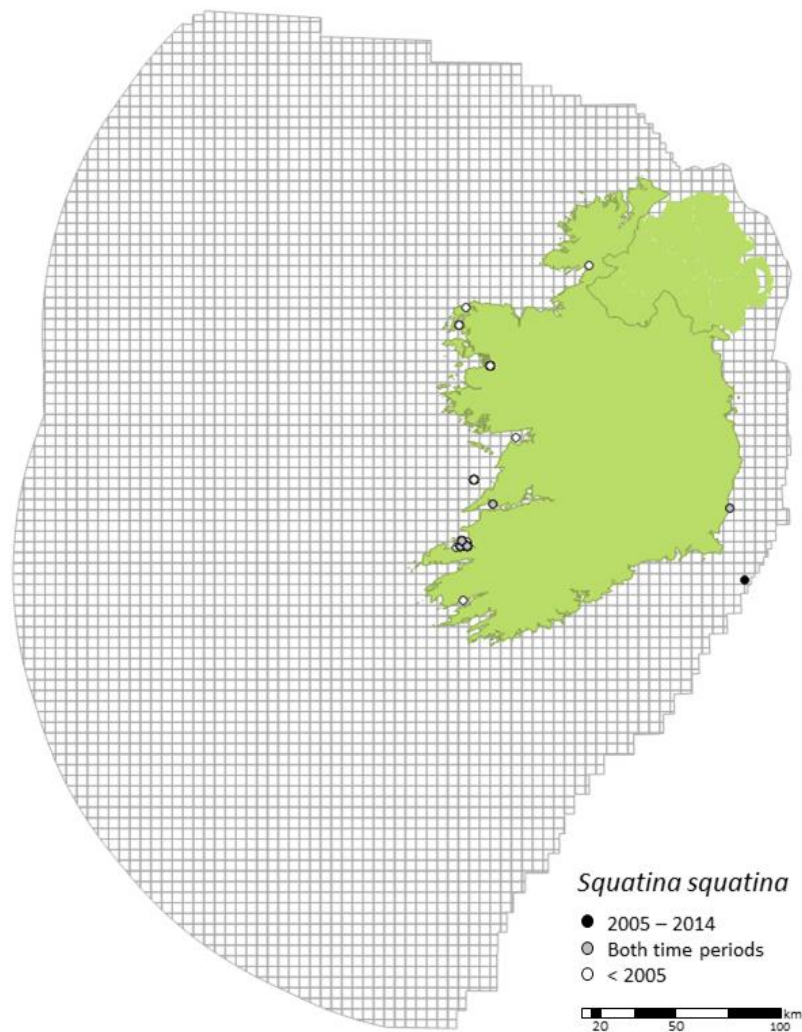 Squatina squatina
2005 – 2014
Both time periods
< 2005
km
20 50 100